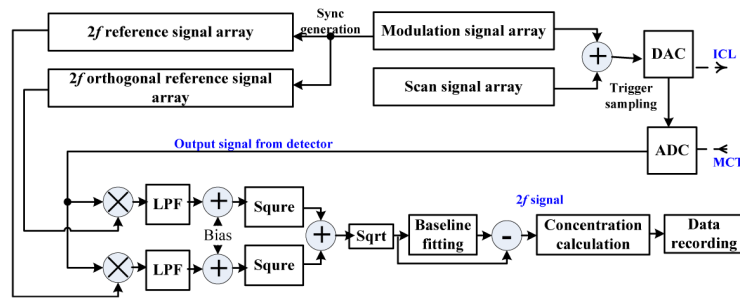 2f reference signal array
Sync
generation
Modulation signal array
DAC
ICL
2f orthogonal reference signal
array
Scan signal array
Trigger
sampling
Output signal from detector
ADC
MCT
LPF
Squre
2f signal
Bias
Sqrt
Baseline
fitting
Concentration
calculation
Data
recording
LPF
Squre